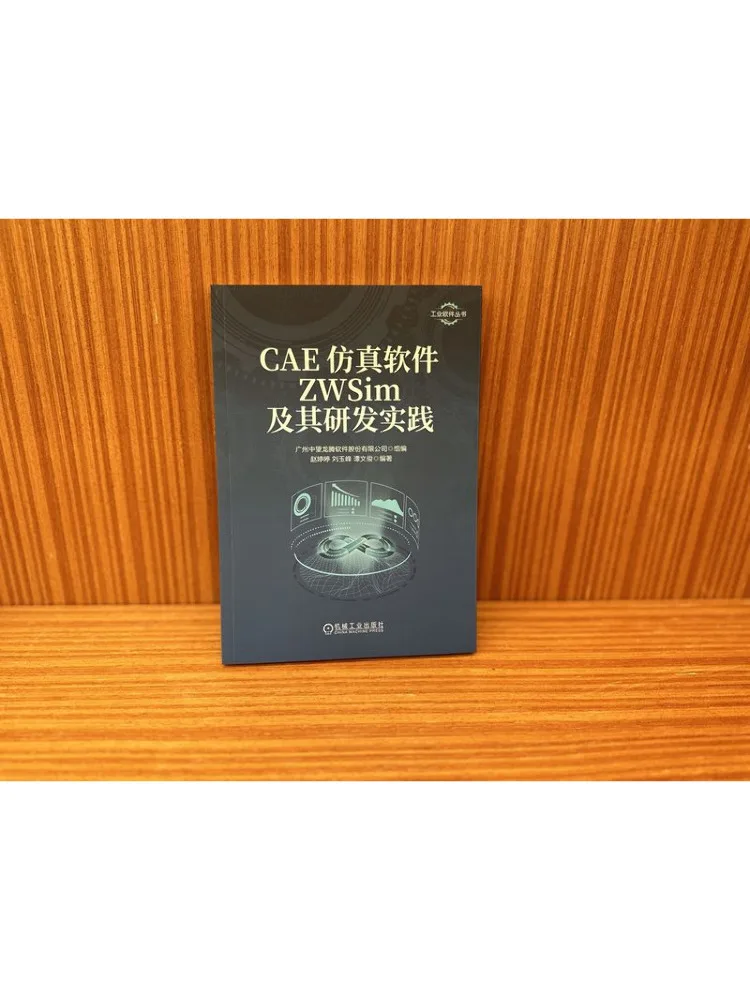 工业软件丛书
CAE 仿真软件
ZWSim
及其研发实践
广州中望龙腾软件股份有限公司◎组编
赵婷婷 刘玉峰 谭文俊◎编著
机械工业出版社
CHINA MACHINE PRESS